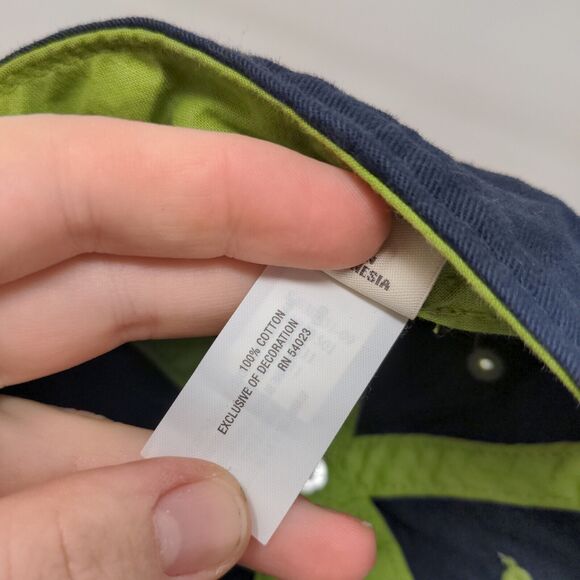 NESIA
100% COTTON
EXCLUSIVE OF DECORATION
RN 54023